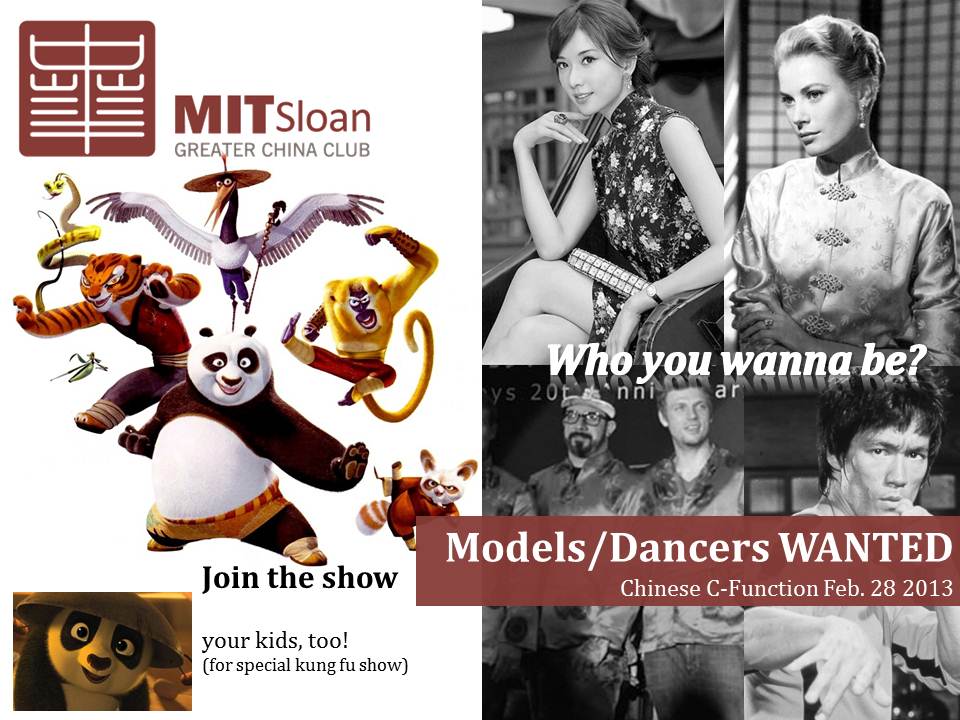 MITSloan
GREATER CHINA CLUB
Who you wanna be?
Models/Dancers WANTED
Chinese C-Function Feb. 28 2013
Join the show
your kids, too!
(for special kung fu show)